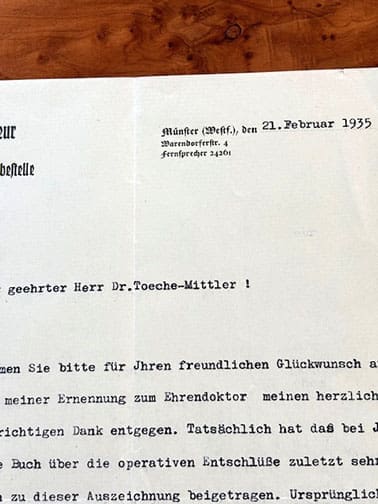 eur
bestelle
Münster (Westf.), den 21.Februar 1935
Warendorferstr. 4
Fernsprecher 24261
geehrter Herr Dr.Toeche-Mittler !
men Sie bitte für Jhren freundlichen Glückwunsch a
meiner Ernennung zum Ehrendoktor meinen herzlich
richtigen Dank entgegen. Tatsächlich hat daß bei J
e Buch über die operativen Entschlüße zuletzt sehr
n zu dieser Auszeichnung beigetragen. Ursprünglic